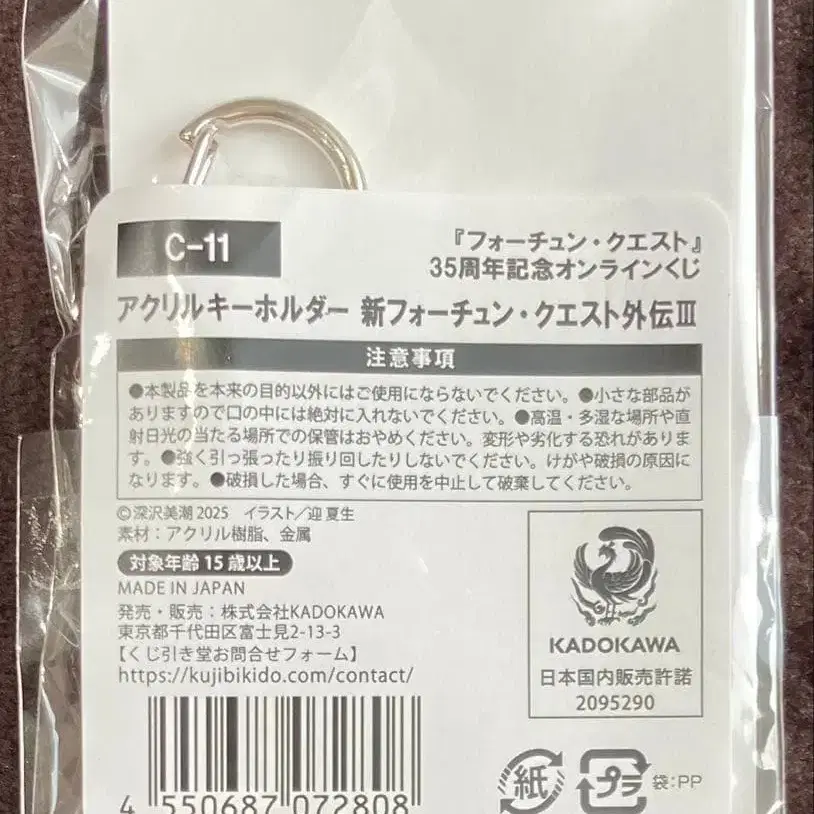 C-11
『フォーチュン・クエスト』
35周年記念オンラインくじ
アクリルキーホルダー 新フォーチュン・クエスト外伝Ⅲ
注意事項
●本製品を本来の目的以外にはご使用にならないでください。●小さな部品が
ありますので口の中には絶対に入れないでください。●高温・多湿な場所や直
射日光の当たる場所での保管はおやめください。変形や劣化する恐れがありま
す。●強く引っ張ったり振り回したりしないでください。けがや破損の原因に
なります。●破損した場合、すぐに使用を中止して破棄してください。
©深沢美潮 2025 イラスト／迎 夏生
素材：アクリル樹脂、金属
対象年齢 15 歳以上
MADE IN JAPAN
発売・販売：株式会社KADOKAWA
東京都千代田区富士見2-13-3
【くじ引き堂お問合せフォーム】
https://kujibikido.com/contact/
KADOKAWA
日本国内販売許諾
2095290
4 550687 072808
紙
プラ
袋：PP